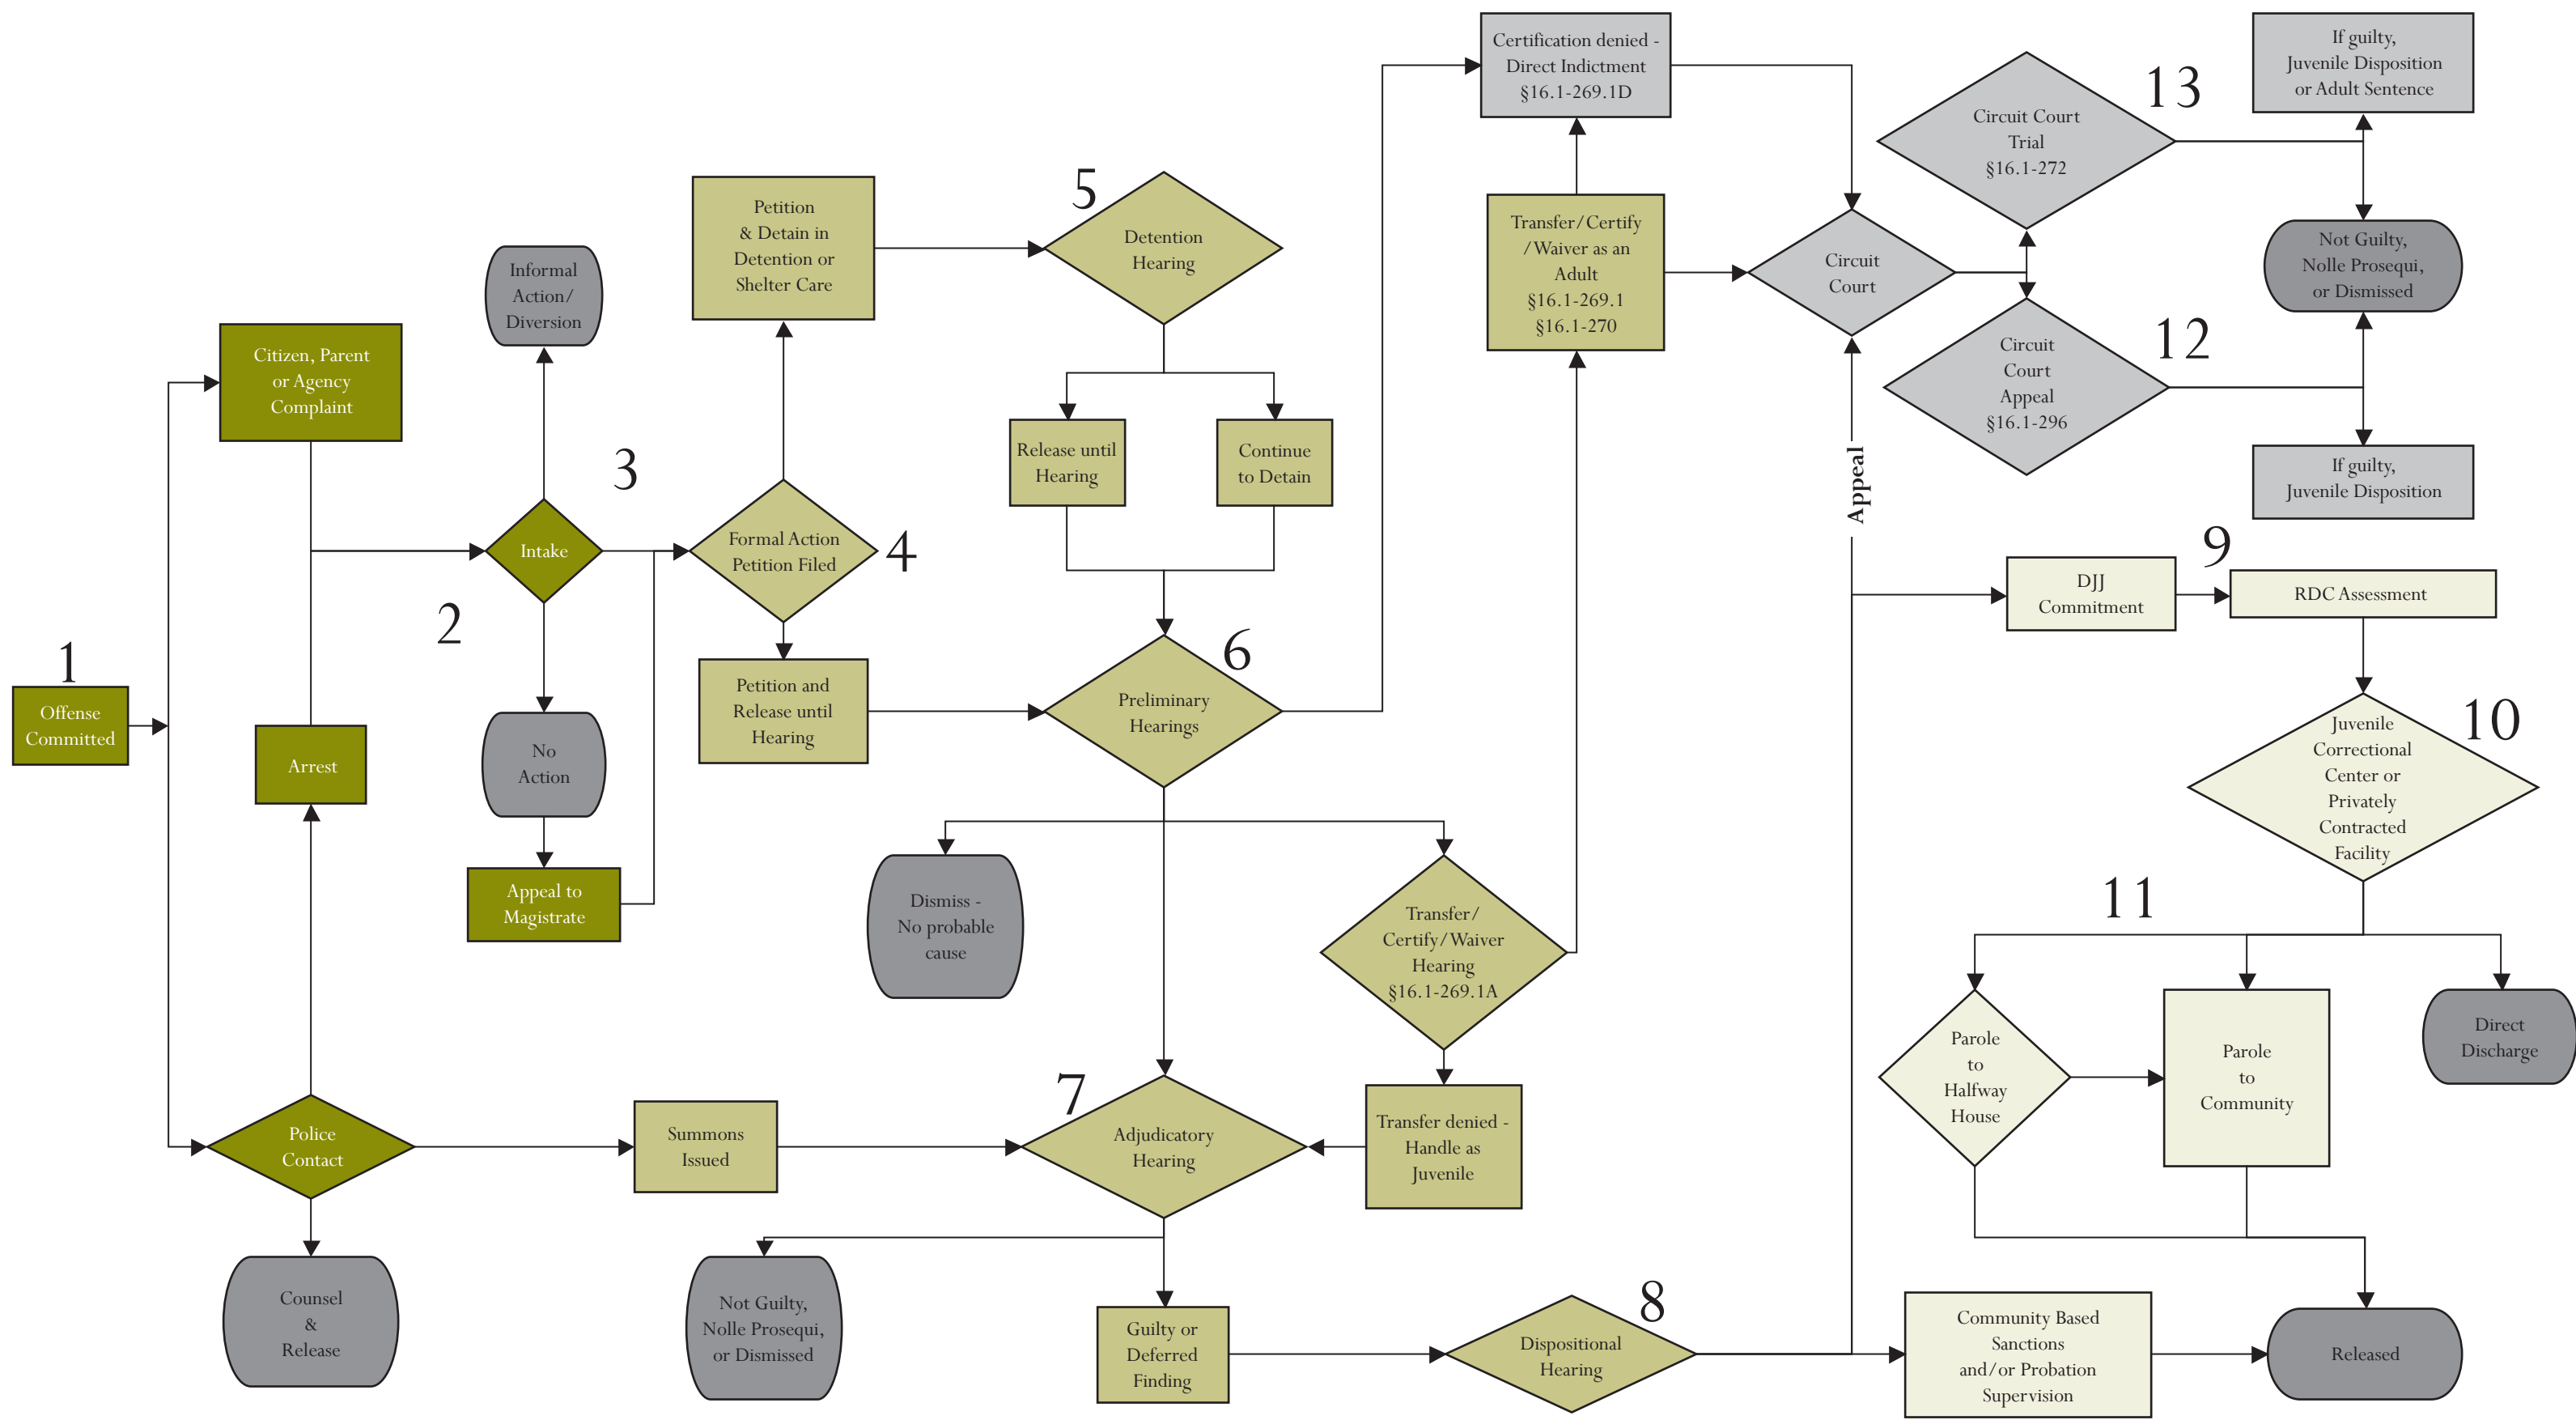 1
Offense
Committed
Citizen, Parent
or Agency
Complaint
Arrest
Police
Contact
Counsel
&
Release
Informal
Action/
Diversion
2
Intake
3
No
Action
Appeal to
Magistrate
Petition
& Detain in
Detention or
Shelter Care
Formal Action
Petition Filed
4
Petition and
Release until
Hearing
Summons
Issued
5
Detention
Hearing
Release until
Hearing
Continue
to Detain
6
Preliminary
Hearings
Dismiss -
No probable
cause
Transfer/
Certify/Waiver
Hearing
§16.1-269.1A
7
Adjudicatory
Hearing
Transfer denied -
Handle as
Juvenile
Not Guilty,
Nolle Prosequi,
or Dismissed
Guilty or
Deferred
Finding
8
Dispositional
Hearing
Certification denied -
Direct Indictment
§16.1-269.1D
Transfer/Certify
/Waiver as an
Adult
§16.1-269.1
§16.1-270
Circuit
Court
Appeal
13
Circuit Court
Trial
§16.1-272
If guilty,
Juvenile Disposition
or Adult Sentence
Not Guilty,
Nolle Prosequi,
or Dismissed
12
Circuit
Court
Appeal
§16.1-296
If guilty,
Juvenile Disposition
DJJ
Commitment
9
RDC Assessment
10
Juvenile
Correctional
Center or
Privately
Contracted
Facility
11
Parole
to
Halfway
House
Parole
to
Community
Direct
Discharge
Community Based
Sanctions
and/or Probation
Supervision
Released